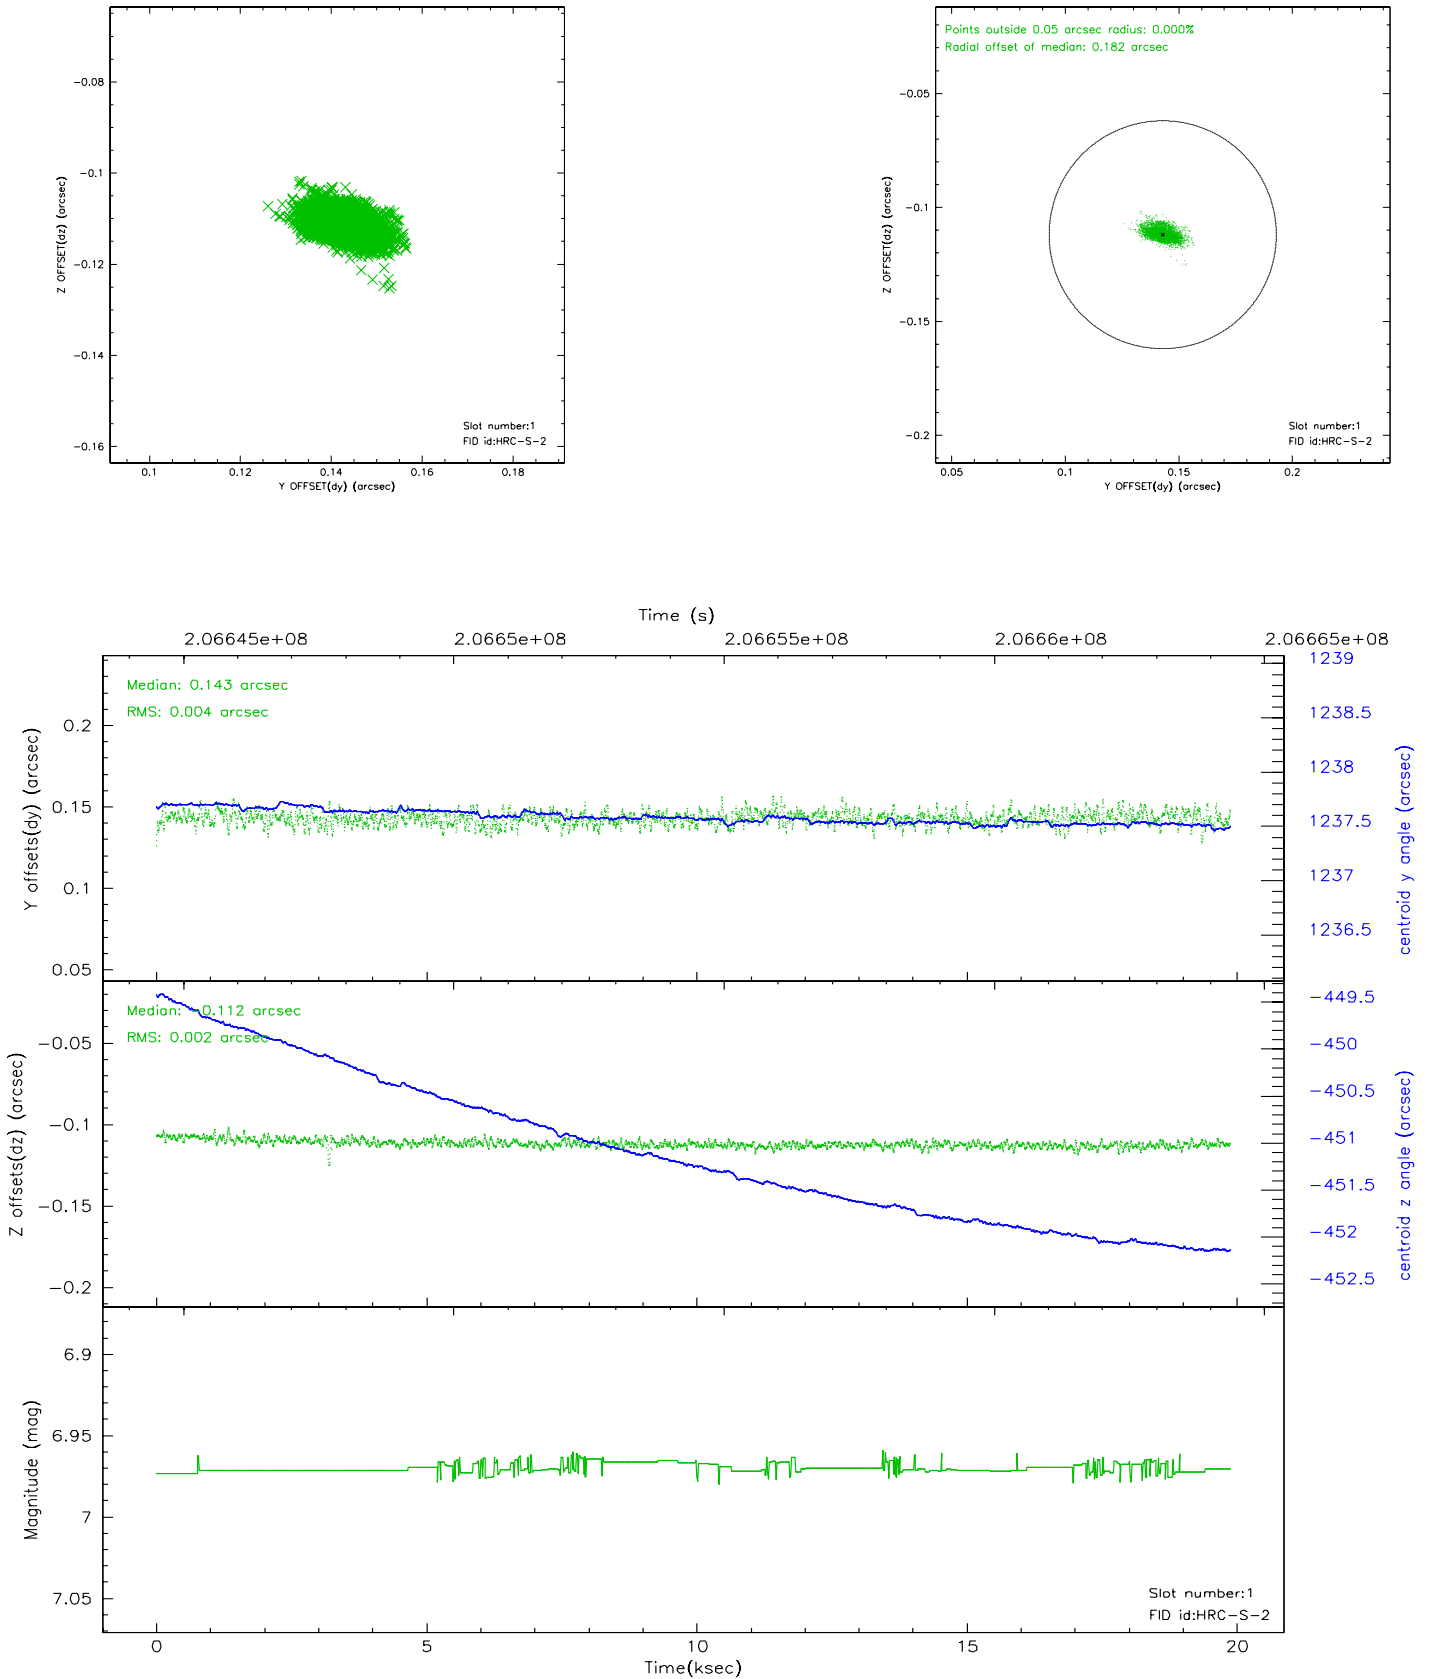 −0.08
−0.1
−0.12
−0.14
−0.16
Z OFFSET(dz) (arcsec)
Slot number:1
FID id:HRC−S−2
0.1
0.12
0.14
0.16
0.18
Y OFFSET(dy) (arcsec)
Points outside 0.05 arcsec radius: 0.000%
Radial offset of median: 0.182 arcsec
−0.05
−0.1
−0.15
−0.2
Z OFFSET(dz) (arcsec)
Slot number:1
FID id:HRC−S−2
0.05
0.1
0.15
0.2
Y OFFSET(dy) (arcsec)
Time (s)
2.06645e+08
2.0665e+08
2.06655e+08
2.0666e+08
2.06665e+08
Median: 0.143 arcsec
RMS: 0.004 arcsec
0.2
0.15
0.1
0.05
Y offsets(dy) (arcsec)
1239
1238.5
1238
1237.5
1237
1236.5
centroid y angle (arcsec)
Median: −0.112 arcsec
RMS: 0.002 arcsec
−0.05
−0.1
−0.15
−0.2
Z offsets(dz) (arcsec)
−449.5
−450
−450.5
−451
−451.5
−452
−452.5
centroid z angle (arcsec)
6.9
6.95
7
7.05
Magnitude (mag)
Slot number:1
FID id:HRC−S−2
0
5
10
15
20
Time(ksec)